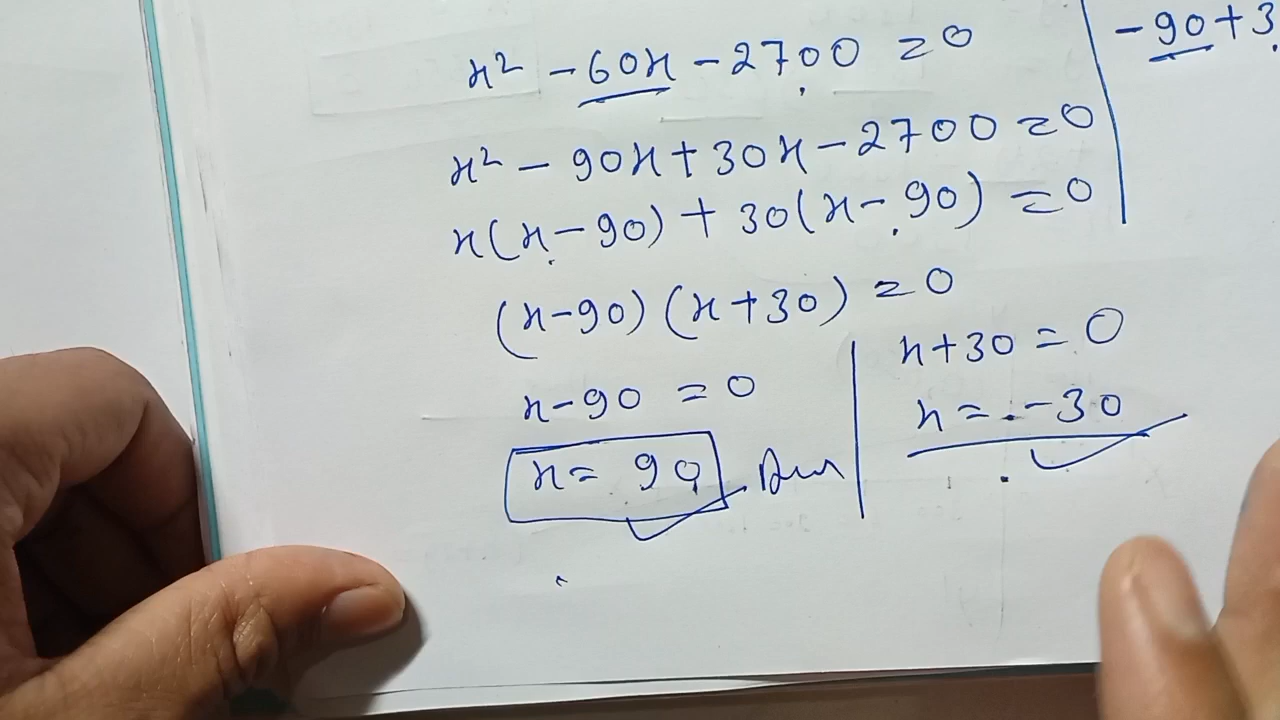 x² - 60x - 2700 = 0
-90+3
x² - 90x + 30x - 2700 = 0
x(x-90) + 30(x-90) = 0
(x-90)(x+30) = 0
x-90 = 0
x = 90 Ans
x+30 = 0
x = -30